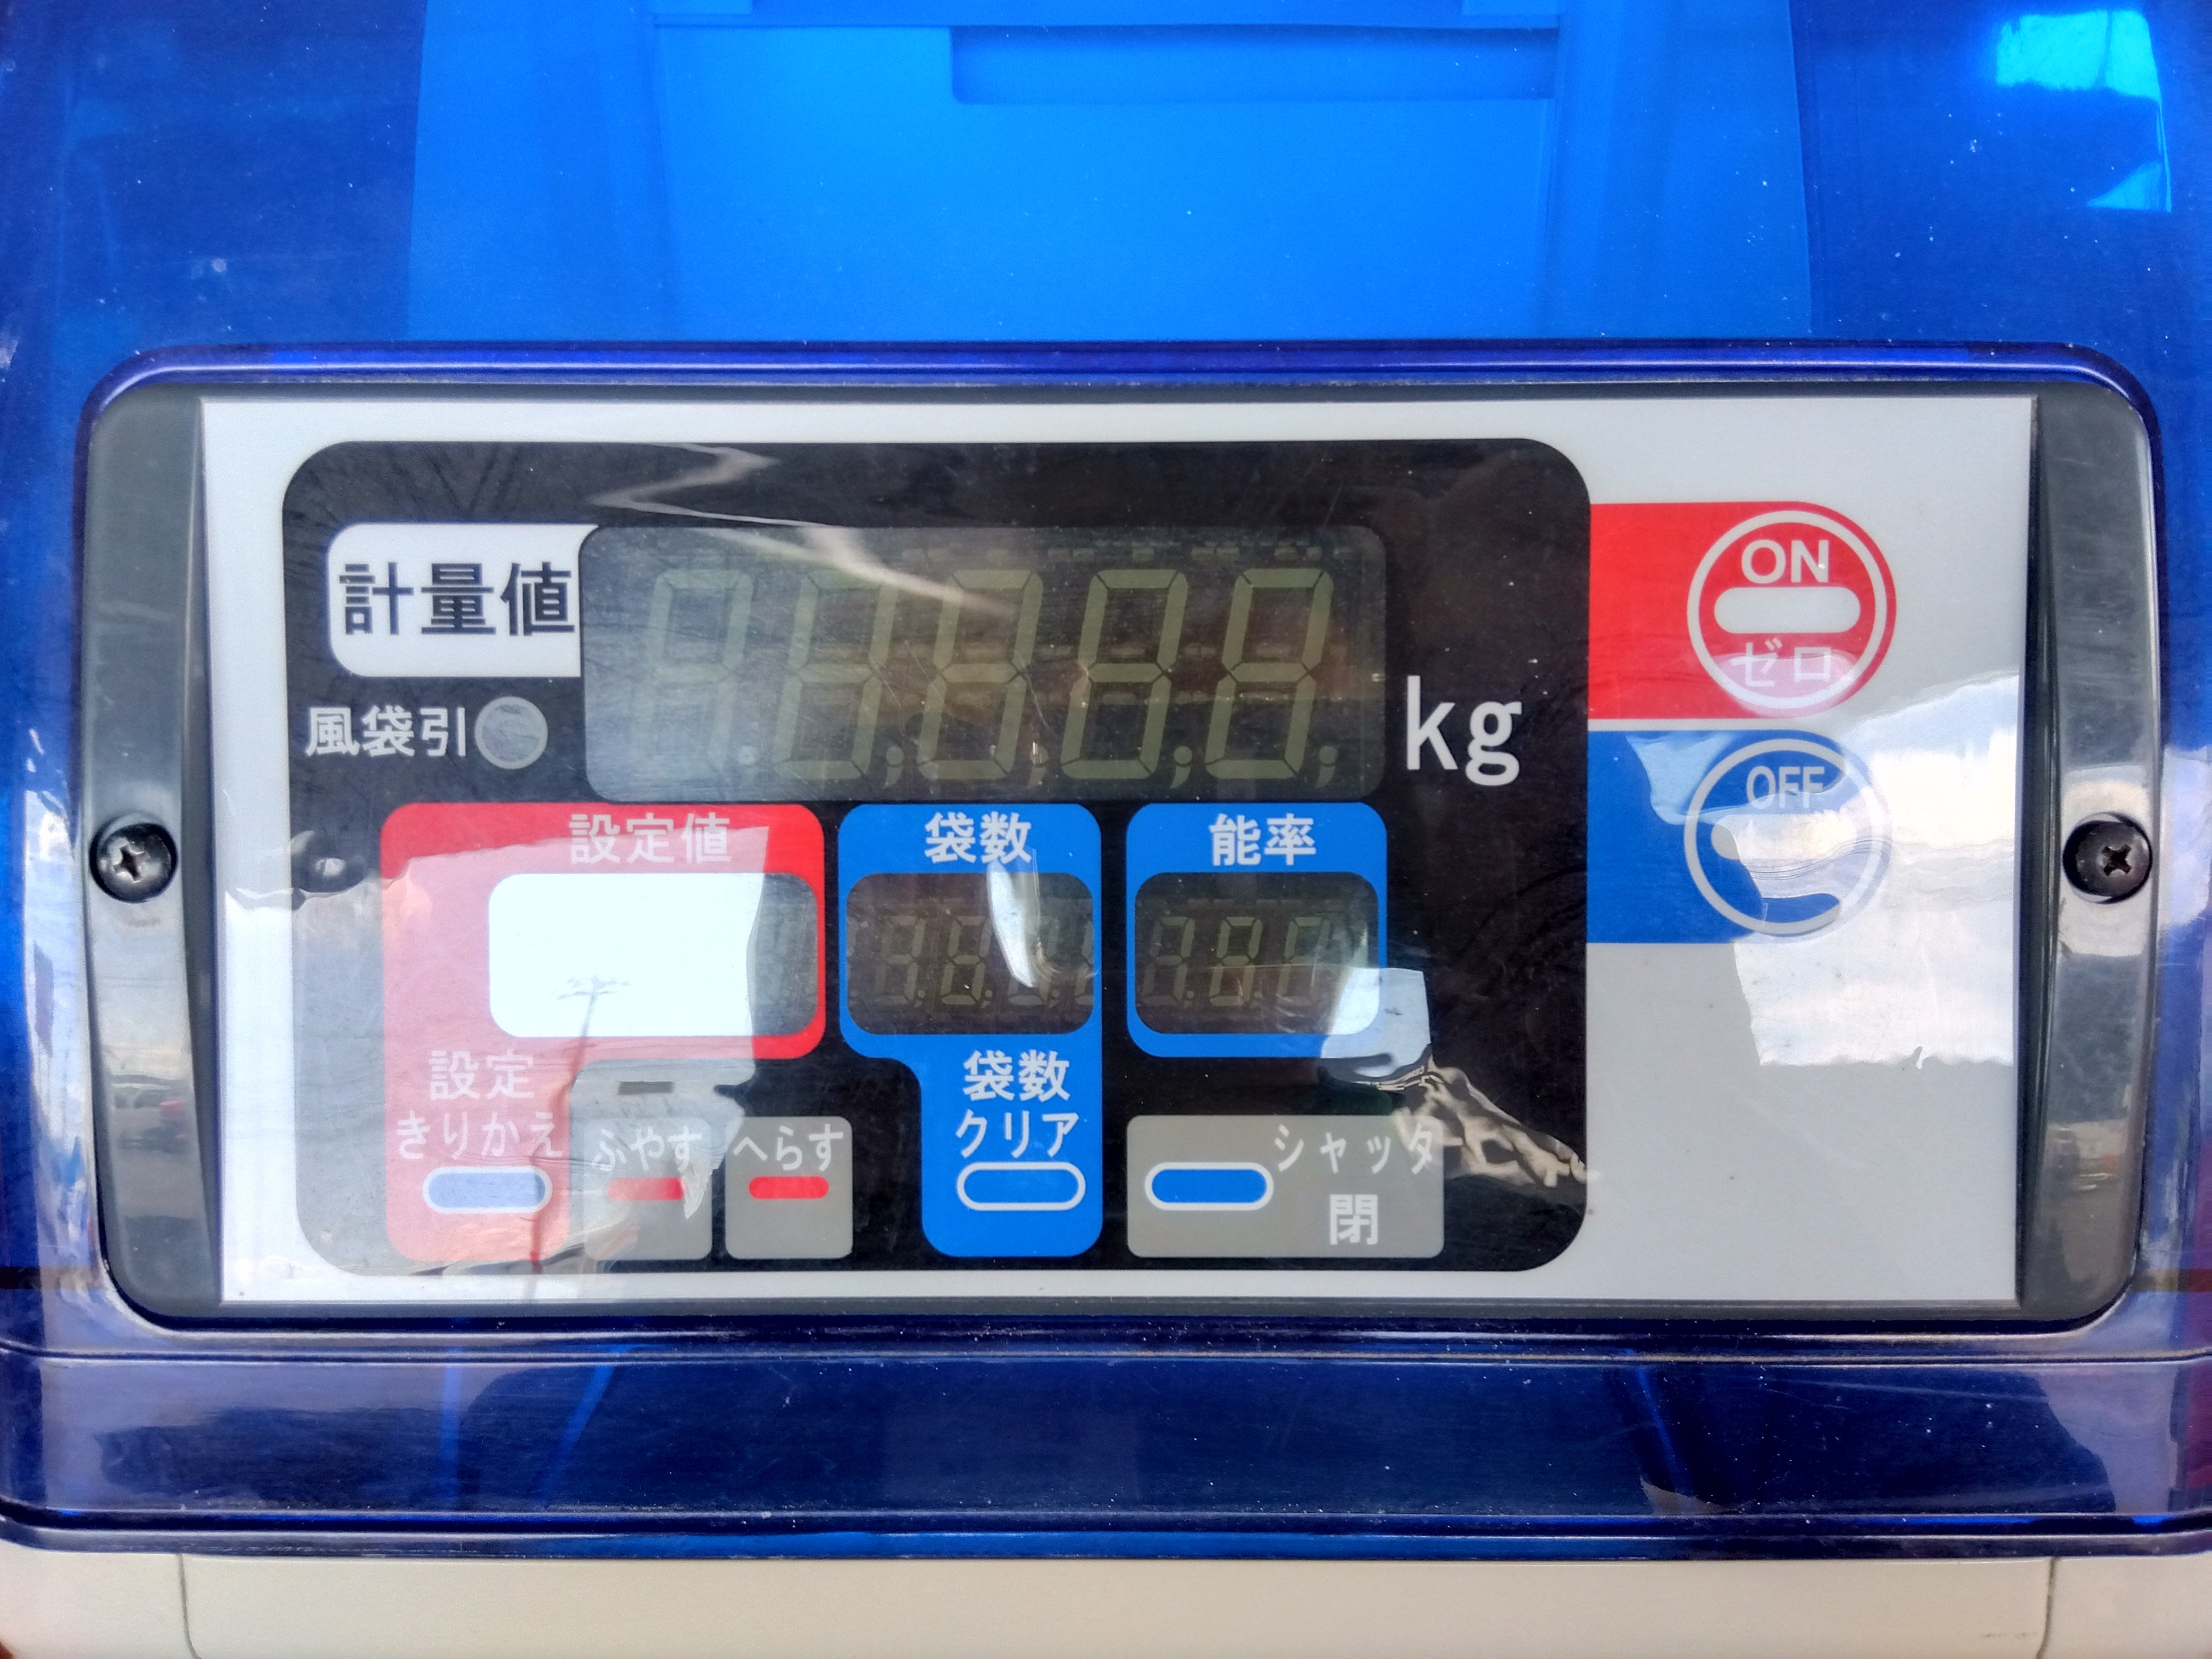 計量値
kg
風袋引
ON
ゼロ
OFF
設定値
袋数
能率
設定
きりかえ
ふやす
へらす
袋数
クリア
シャッタ
閉